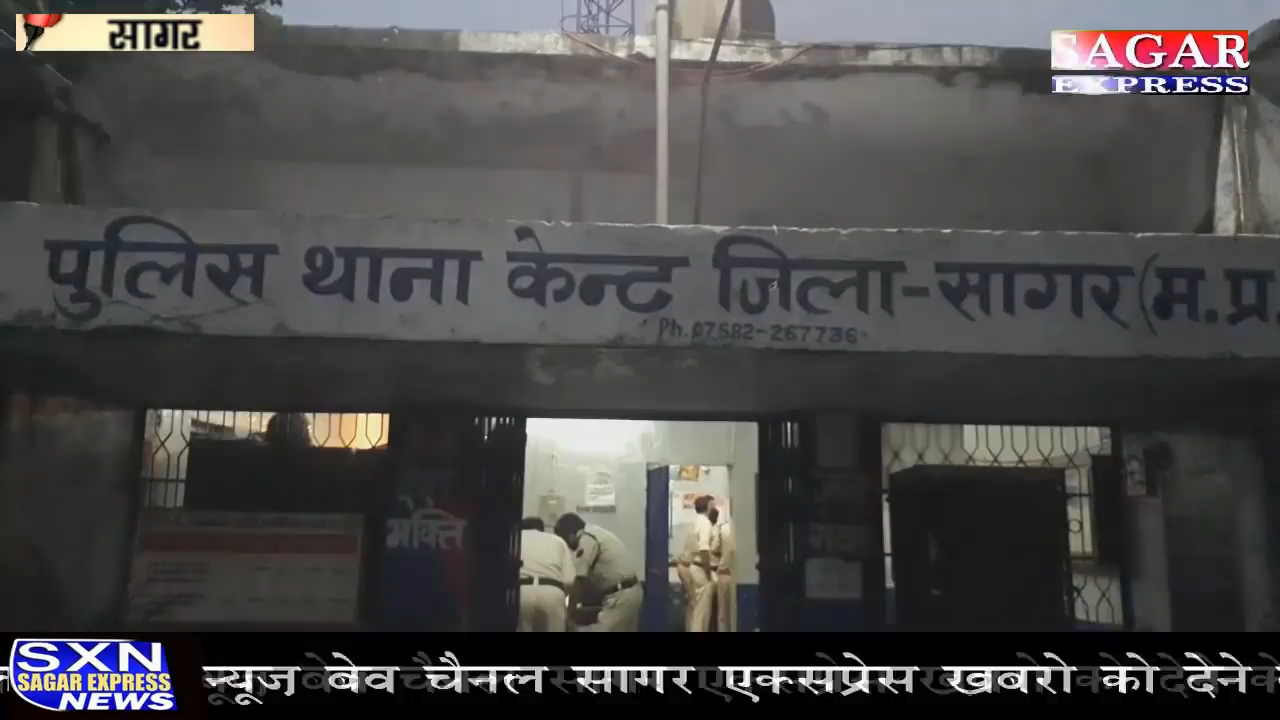 सागर
SAGAR
EXPRESS
पुलिस थाना केन्ट जिला-सागर (म.प्र.
Ph.07582-267736
भक्ति
SXN
SAGAR EXPRESS
NEWS
न्यूज़ वेव चैनल सागर एक्सप्रेस खबरो को देने